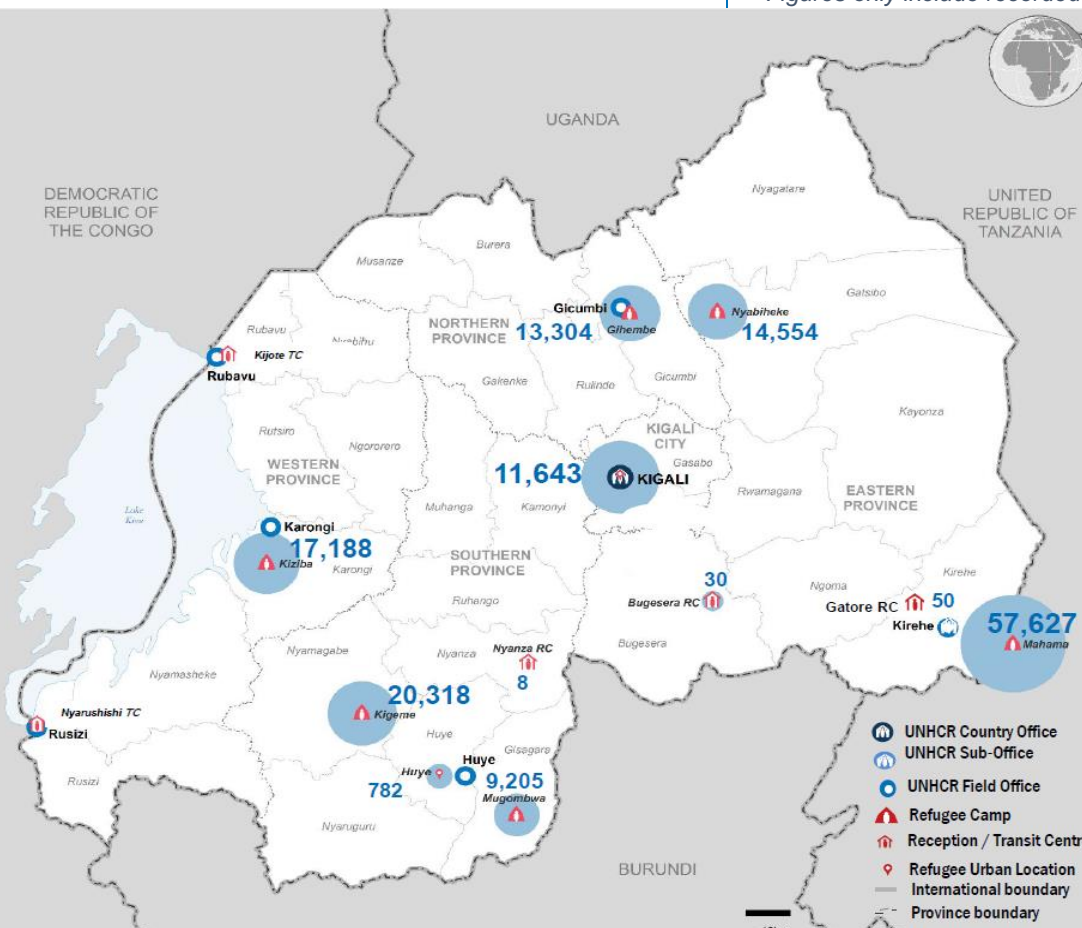 Figures only include recorded
UGANDA
DEMOCRATIC
REPUBLIC OF
THE CONGO
UNITED
REPUBLIC OF
TANZANIA
Nyagatare
Burera
Musanze
Gatsibo
Gicumbi
13,304
Gihembe
Nyabiheke
14,554
NORTHERN
PROVINCE
Rubavu
Kijote TC
Rubavu
Gakenke
Rulindo
Gicumbi
Kayonza
Rutsiro
Ngororero
KIGALI
CITY
Gasabo
WESTERN
PROVINCE
11,643
KIGALI
Rwamagana
EASTERN
PROVINCE
Muhanga
Kamonyi
Lake
Karongi
17,188
Kiziba
Karongi
SOUTHERN
PROVINCE
Ruhango
30
Bugesera RC
Ngoma
Kirehe
Gatore RC
50
Kirehe
57,627
Mahama
Bugesera
Nyamagabe
Nyanza
Nyanza RC
8
Nyamasheke
20,318
Kigeme
Nyarushishi TC
Rusizi
Huye
Gisagara
Rusizi
Huye
Huye
782
9,205
Mugombwa
Nyaruguru
BURUNDI
UNHCR Country Office
UNHCR Sub-Office
UNHCR Field Office
Refugee Camp
Reception / Transit Centr
Refugee Urban Location
International boundary
Province boundary